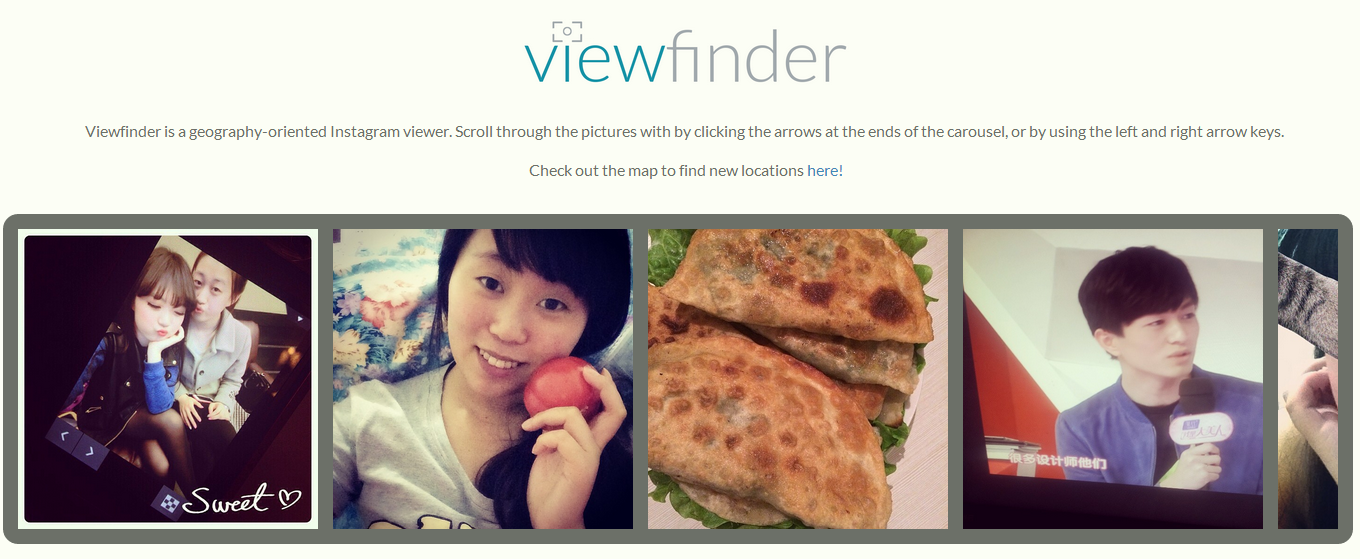 viewfinder
Viewfinder is a geography-oriented Instagram viewer. Scroll through the pictures with by clicking the arrows at the ends of the carousel, or by using the left and right arrow keys.
Check out the map to find new locations here!
Sweet
很多设计师他们